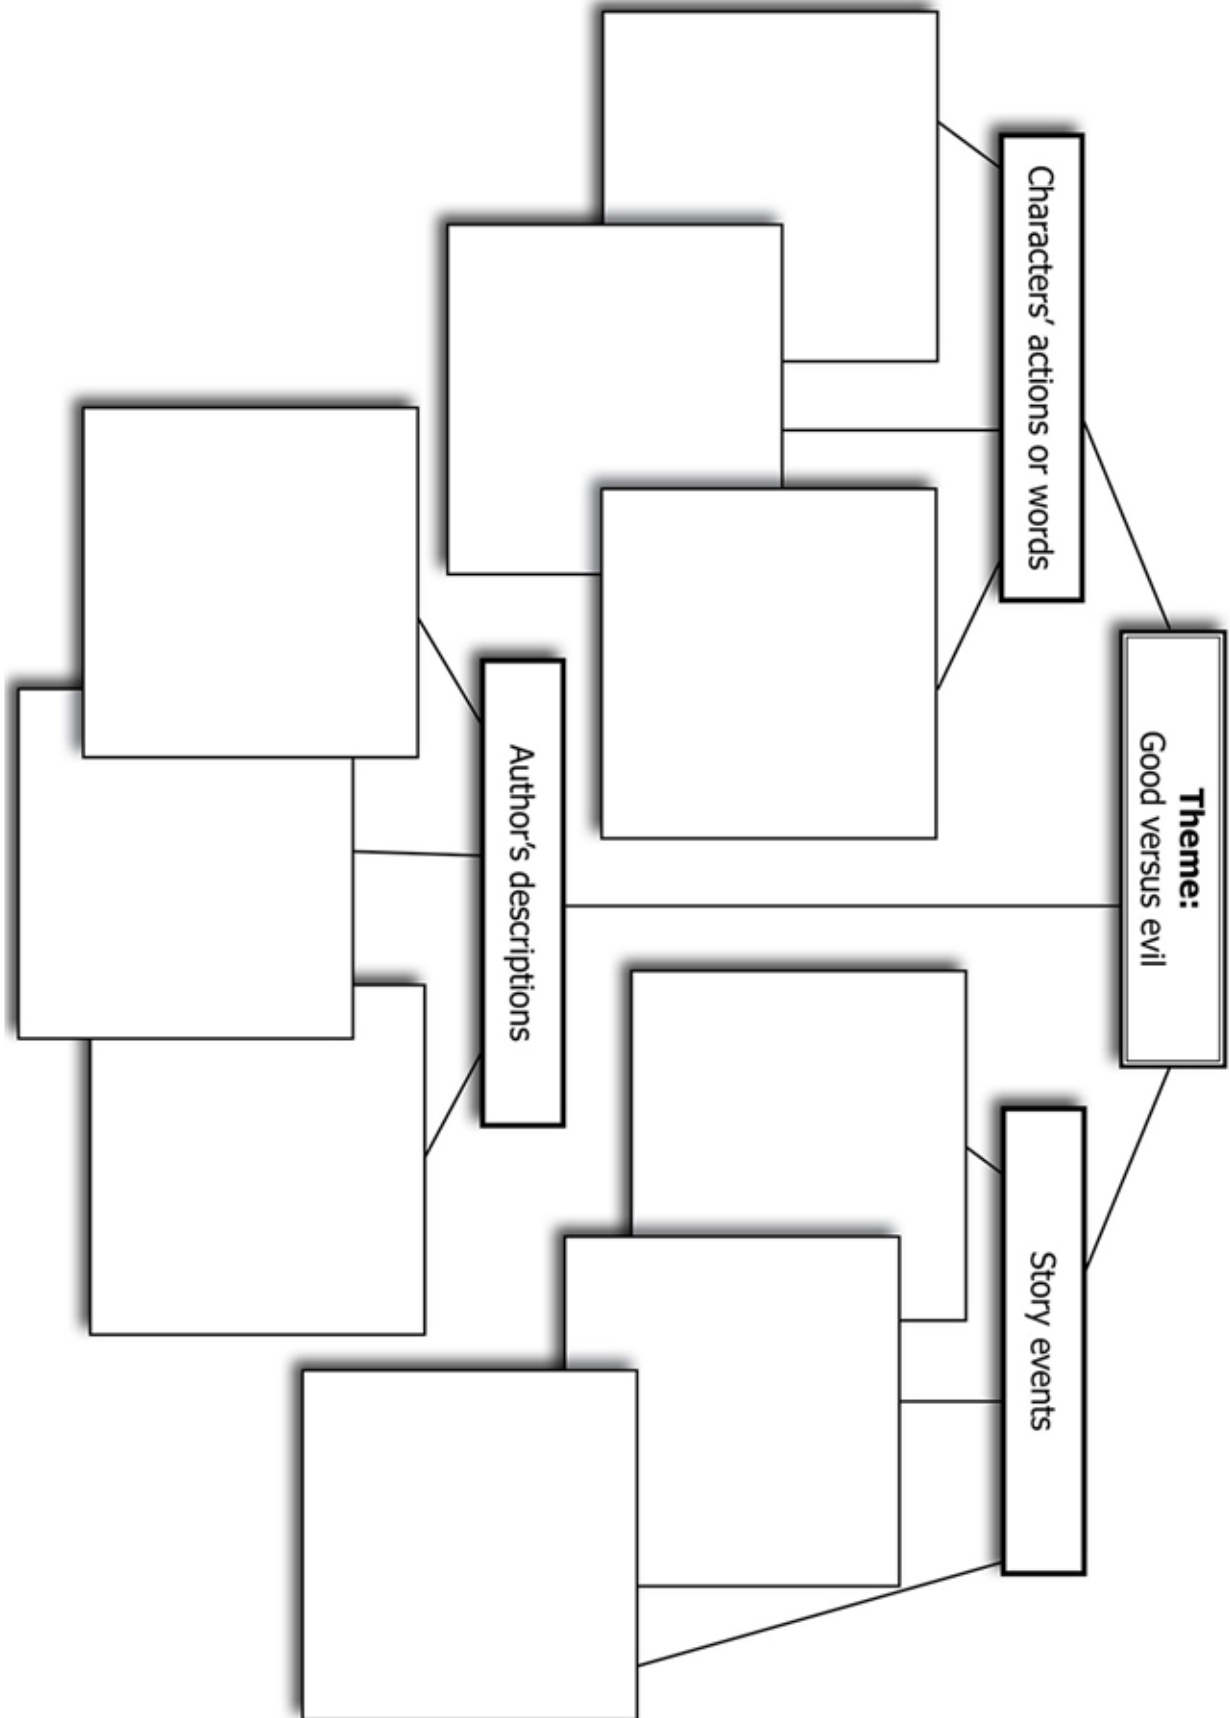 Theme:
Good versus evil
Characters’ actions or words
Author’s descriptions
Story events